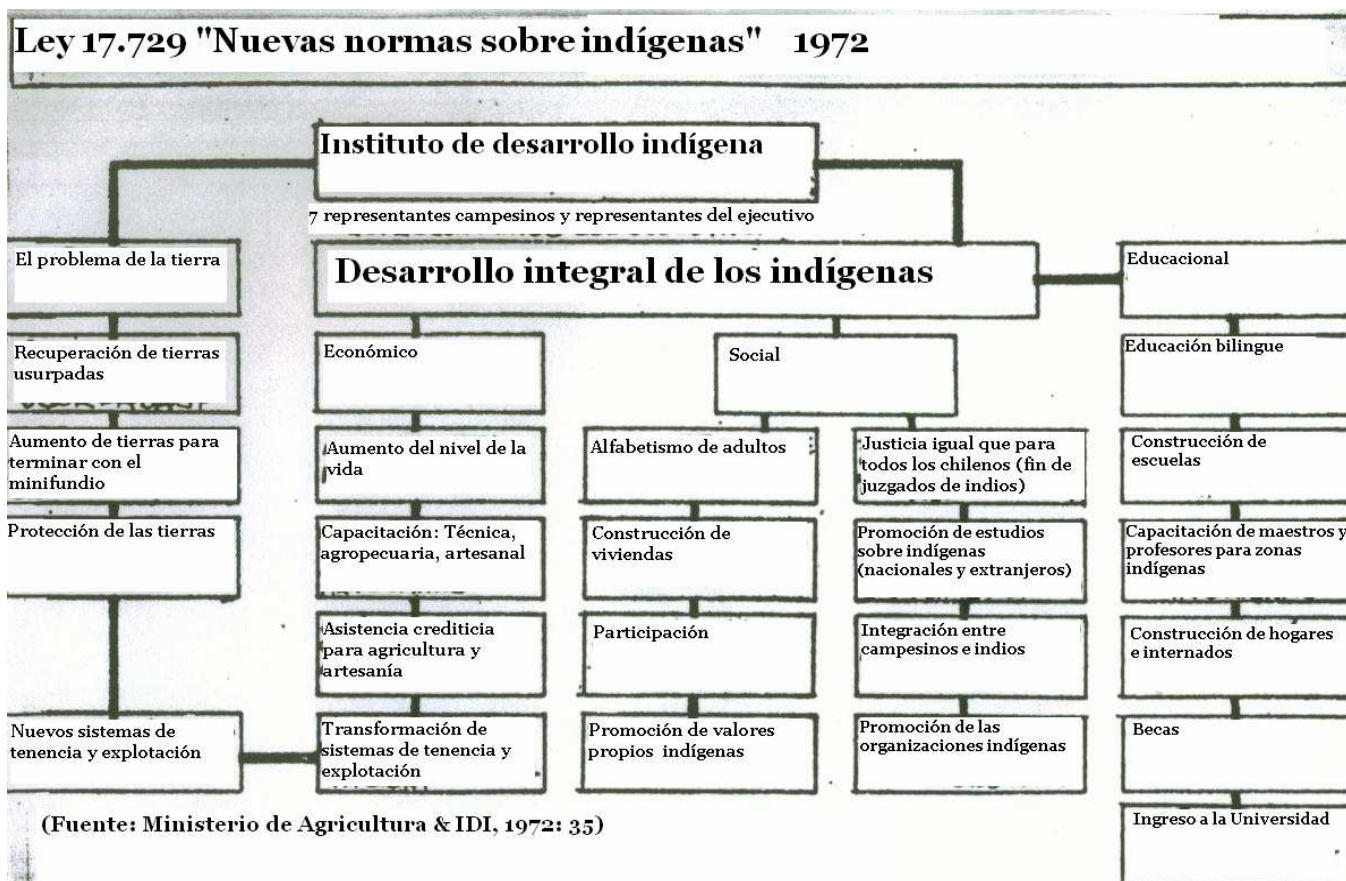 Ley 17.729 "Nuevas normas sobre indígenas" 1972
Instituto de desarrollo indígena
7 representantes campesinos y representantes del ejecutivo
El problema de la tierra
Recuperación de tierras
usurpadas
Aumento de tierras para
terminar con el
minifundio
Protección de las tierras
Nuevos sistemas de
tenencia y explotación
Desarrollo integral de los indígenas
Económico
Aumento del nivel de la
vida
Capacitación: Técnica,
agropecuaria, artesanal
Asistencia crediticia
para agricultura y
artesanía
Transformación de
sistemas de tenencia y
explotación
Social
Alfabetismo de adultos
Construcción de
viviendas
Participación
Promoción de valores
propios indígenas
Justicia igual que para
todos los chilenos (fin de
juzgados de indios)
Promoción de estudios
sobre indígenas
(nacionales y extranjeros)
Integración entre
campesinos e indios
Promoción de las
organizaciones indígenas
Educacional
Educación bilingue
Construcción de
escuelas
Capacitación de maestros y
profesores para zonas
indígenas
Construcción de hogares
e internados
Becas
Ingreso a la Universidad
(Fuente: Ministerio de Agricultura & IDI, 1972: 35)